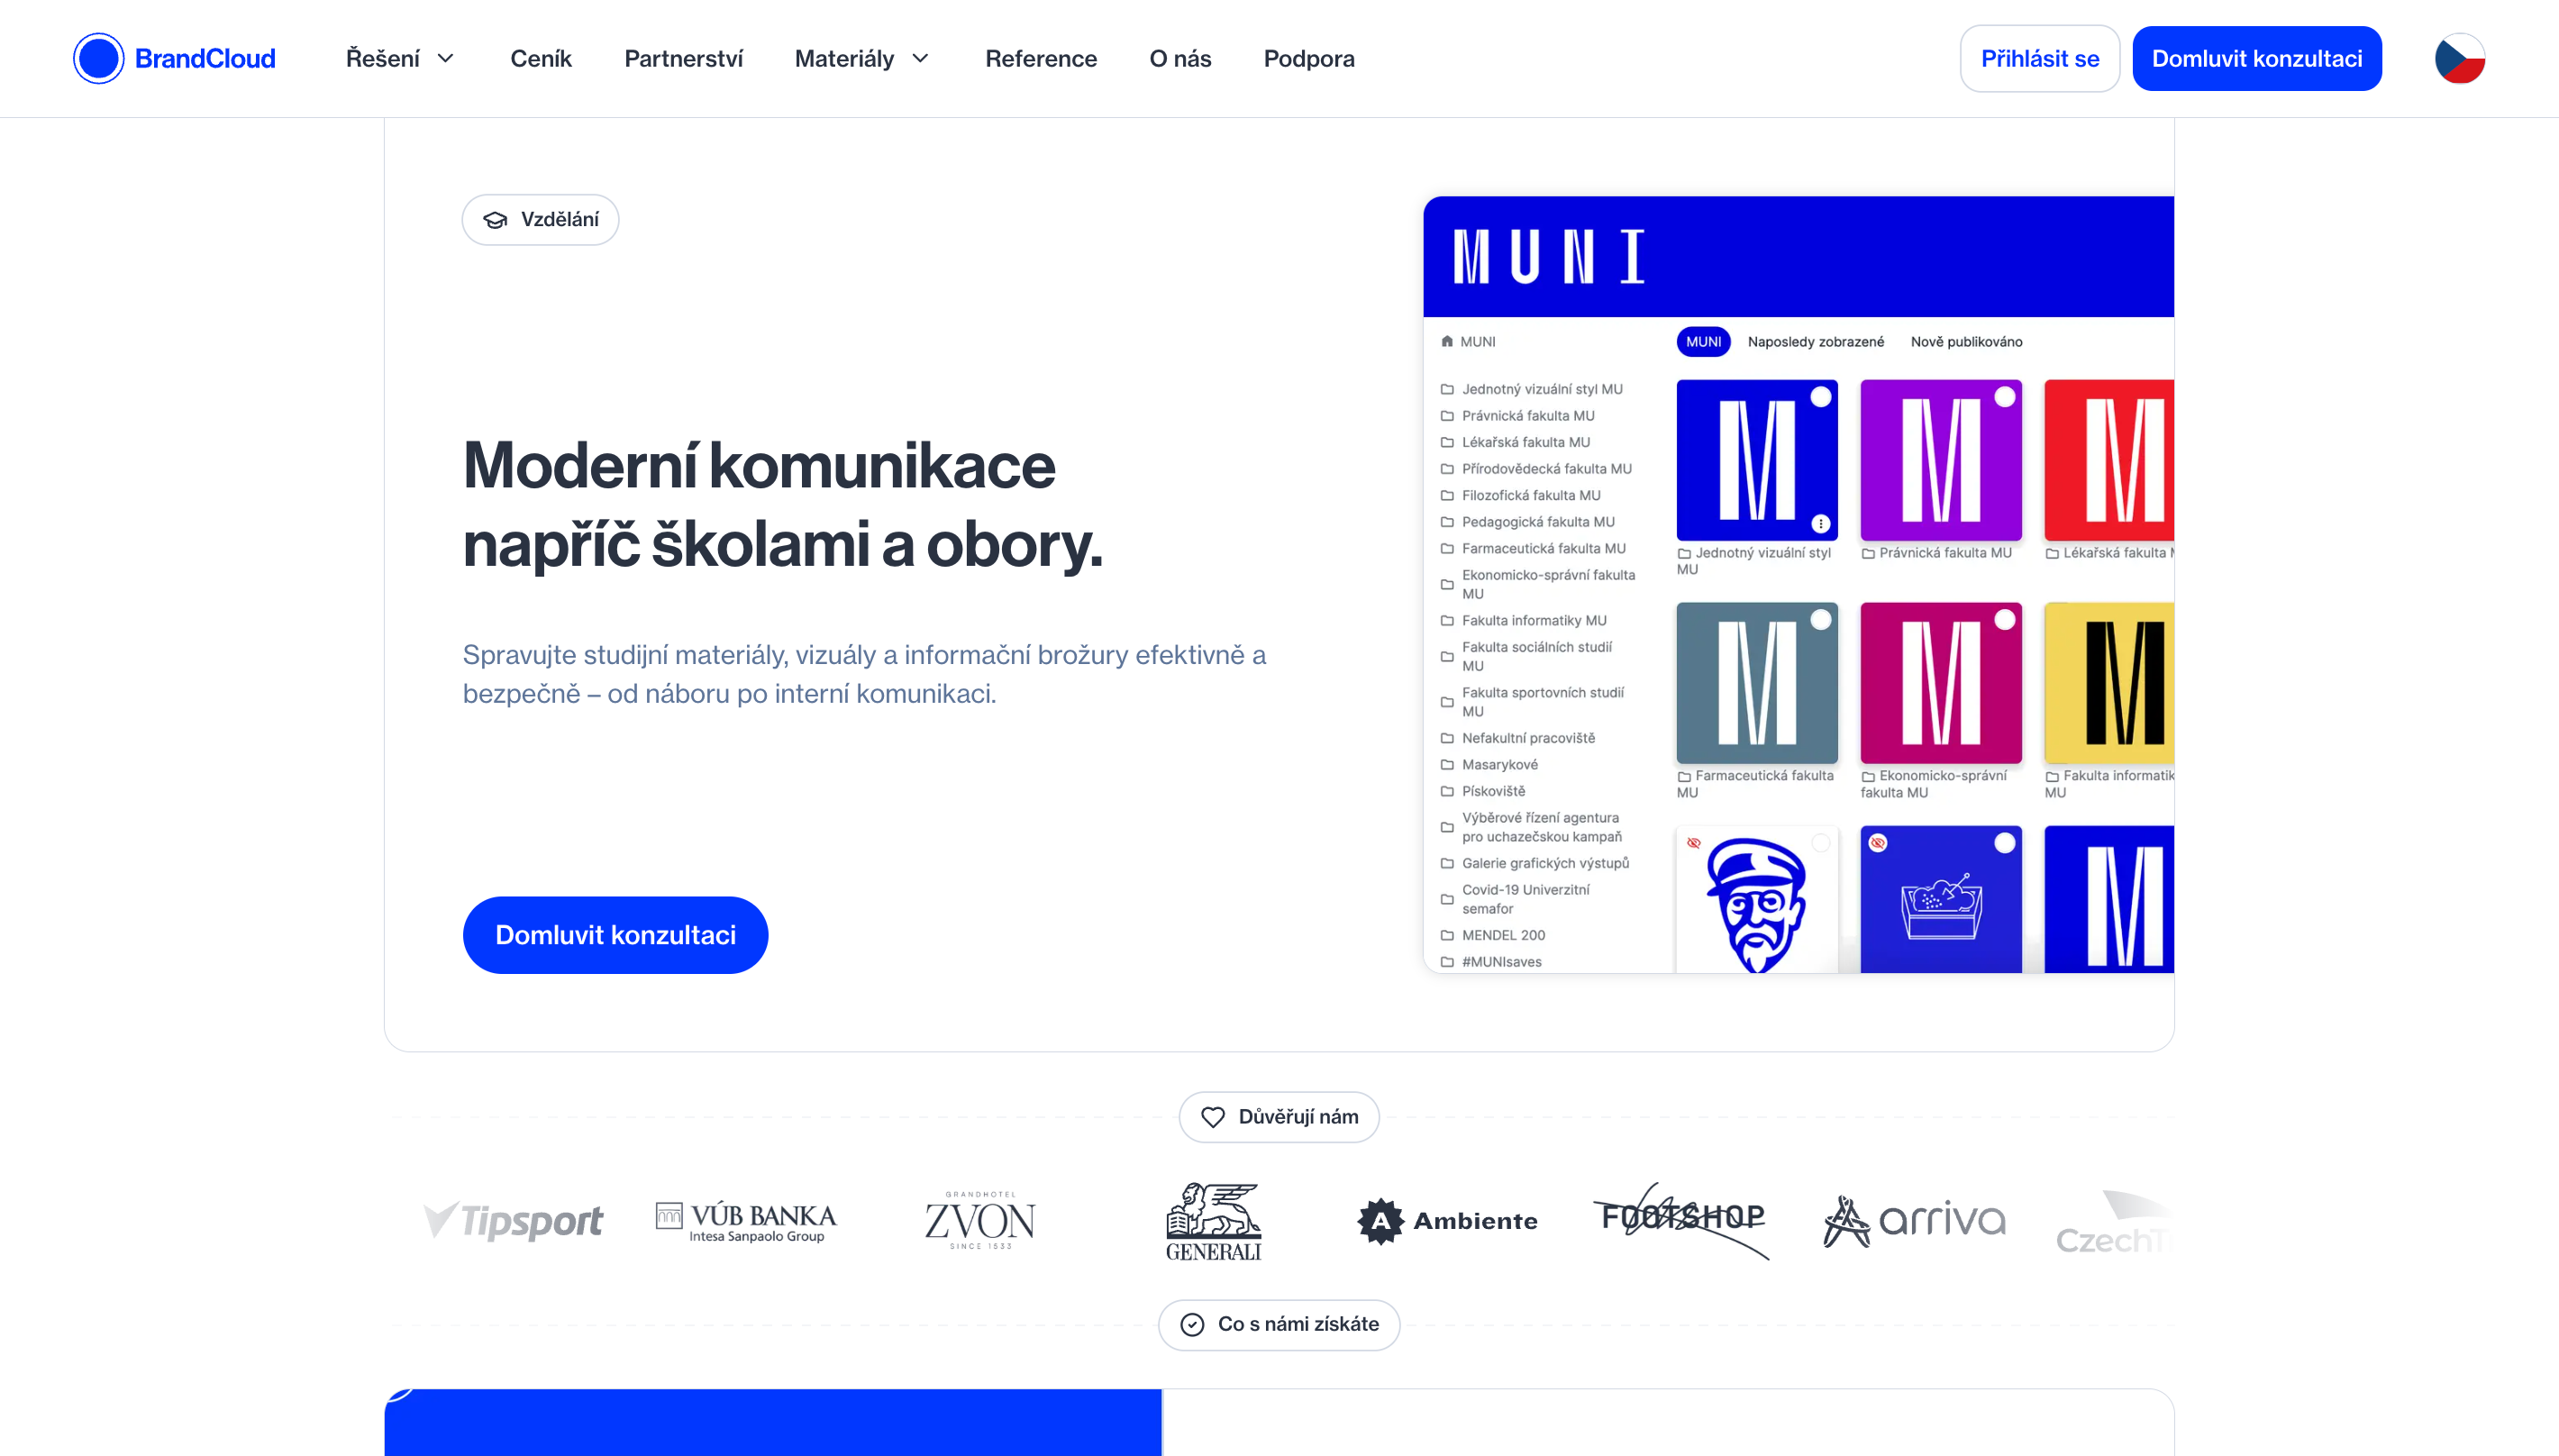 BrandCloud
Řešení
Ceník
Partnerství
Materiály
Reference
O nás
Podpora
Přihlásit se
Domluvit konzultaci
Vzdělání
Moderní komunikace
napříč školami a obory.
Spravujte studijní materiály, vizuály a informační brožury efektivně a
bezpečně – od náboru po interní komunikaci.
Domluvit konzultaci
MUNI
MUNI
MUNI
Naposledy zobrazené
Nově publikováno
Jednotný vizuální styl MU
Právnická fakulta MU
Lékařská fakulta MU
Přírodovědecká fakulta MU
Filozofická fakulta MU
Pedagogická fakulta MU
Farmaceutická fakulta MU
Ekonomicko-správní fakulta
MU
Fakulta informatiky MU
Fakulta sociálních studií
MU
Fakulta sportovních studií
MU
Nefakultní pracoviště
Masarykové
Pískoviště
Výběrové řízení agentura
pro uchazečskou kampaň
Galerie grafických výstupů
Covid-19 Univerzitní
semafor
MENDEL 200
#MUNIsaves
M
M
M
Jednotný vizuální styl
MU
Právnická fakulta MU
Lékařská fakulta
M
M
M
Farmaceutická fakulta
MU
Ekonomicko-správní
fakulta MU
Fakulta informatik
MU
M
Důvěřují nám
Tipsport
VÚB BANKA
Intesa Sanpaolo Group
GRANDHOTEL
ZVON
SINCE 1533
GENERALI
A Ambiente
FOOTSHOP
arriva
CzechT
Co s námi získáte